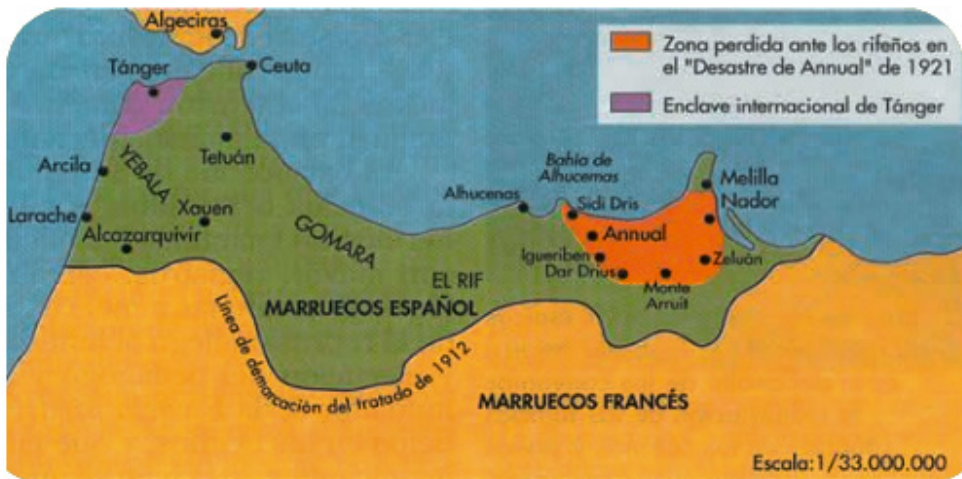 Algeciras
Zona perdida ante los rifeños en
el "Desastre de Annual" de 1921
Enclave internacional de Tánger
Tánger
Ceuta
Tetuán
YEBALA
Arcila
Larache
Xauen
Alcazarquivir
GOMARA
Bahía de
Alhucemas
Alhucenas
Sidi Dris
Melilla
Nador
Annual
Igueriben
Dar Drius
Zeluán
Monte
Arruit
EL RIF
MARRUECOS ESPAÑOL
Línea de demarcación del tratado de 1912
MARRUECOS FRANCÉS
Escala:1/33.000.000